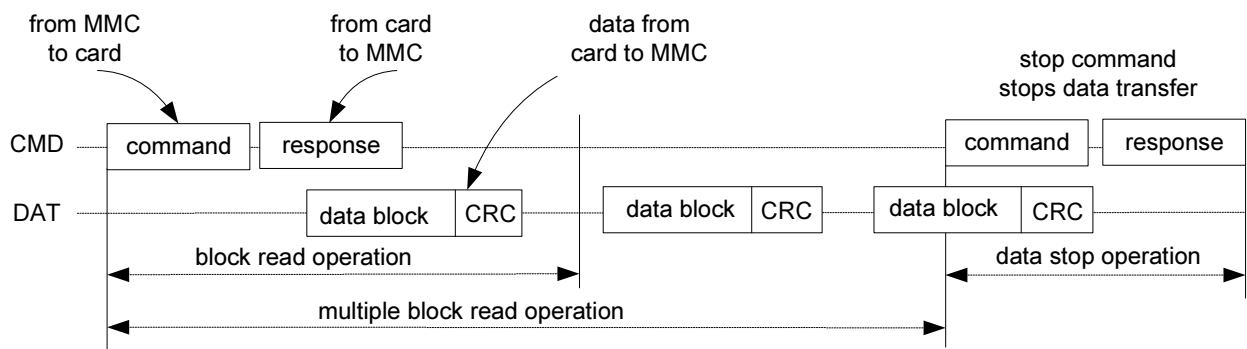 from MMC
to card
from card
to MMC
data from
card to MMC
stop command
stops data transfer
CMD
command
response
command
response
DAT
data block
CRC
data block
CRC
data block
CRC
block read operation
data stop operation
multiple block read operation